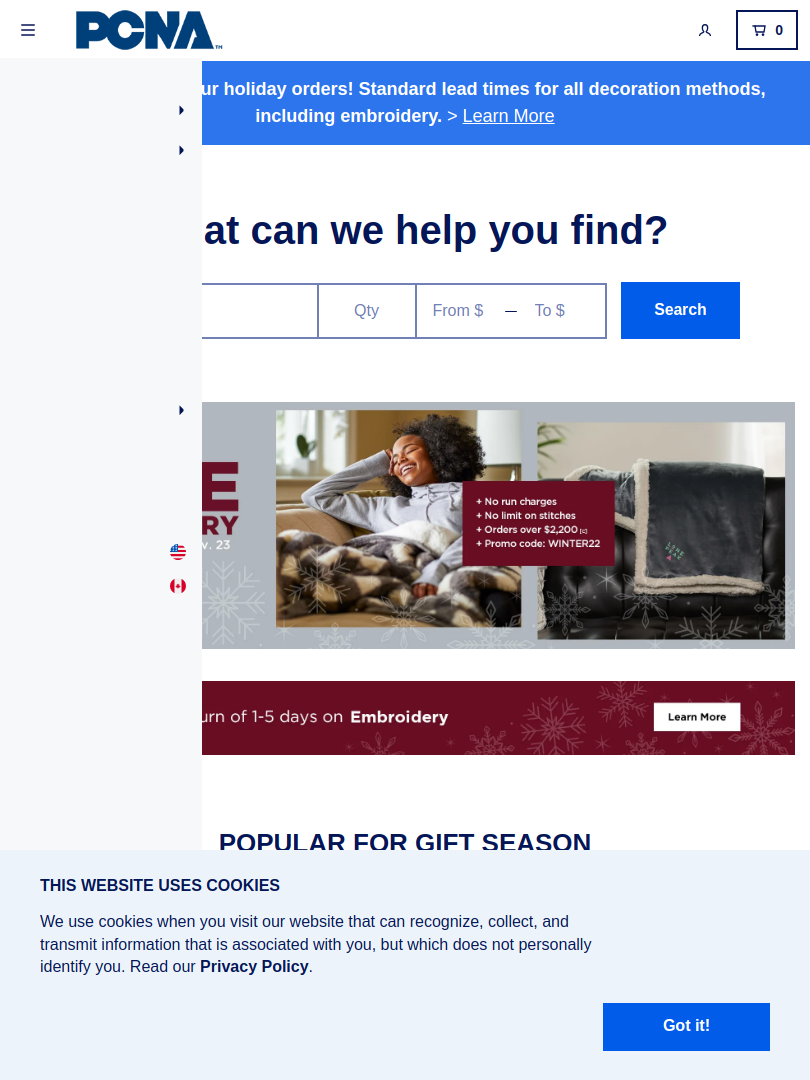 PCNA™
0
ur holiday orders! Standard lead times for all decoration methods,
including embroidery. > Learn More
at can we help you find?
Qty
From $ — To $
Search
E
RY
v. 23
+ No run charges
+ No limit on stitches
+ Orders over $2,200 [C]
+ Promo code: WINTER22
LONE
PEAK
urn of 1-5 days on Embroidery
Learn More
POPULAR FOR GIFT SEASON
THIS WEBSITE USES COOKIES
We use cookies when you visit our website that can recognize, collect, and
transmit information that is associated with you, but which does not personally
identify you. Read our Privacy Policy.
Got it!